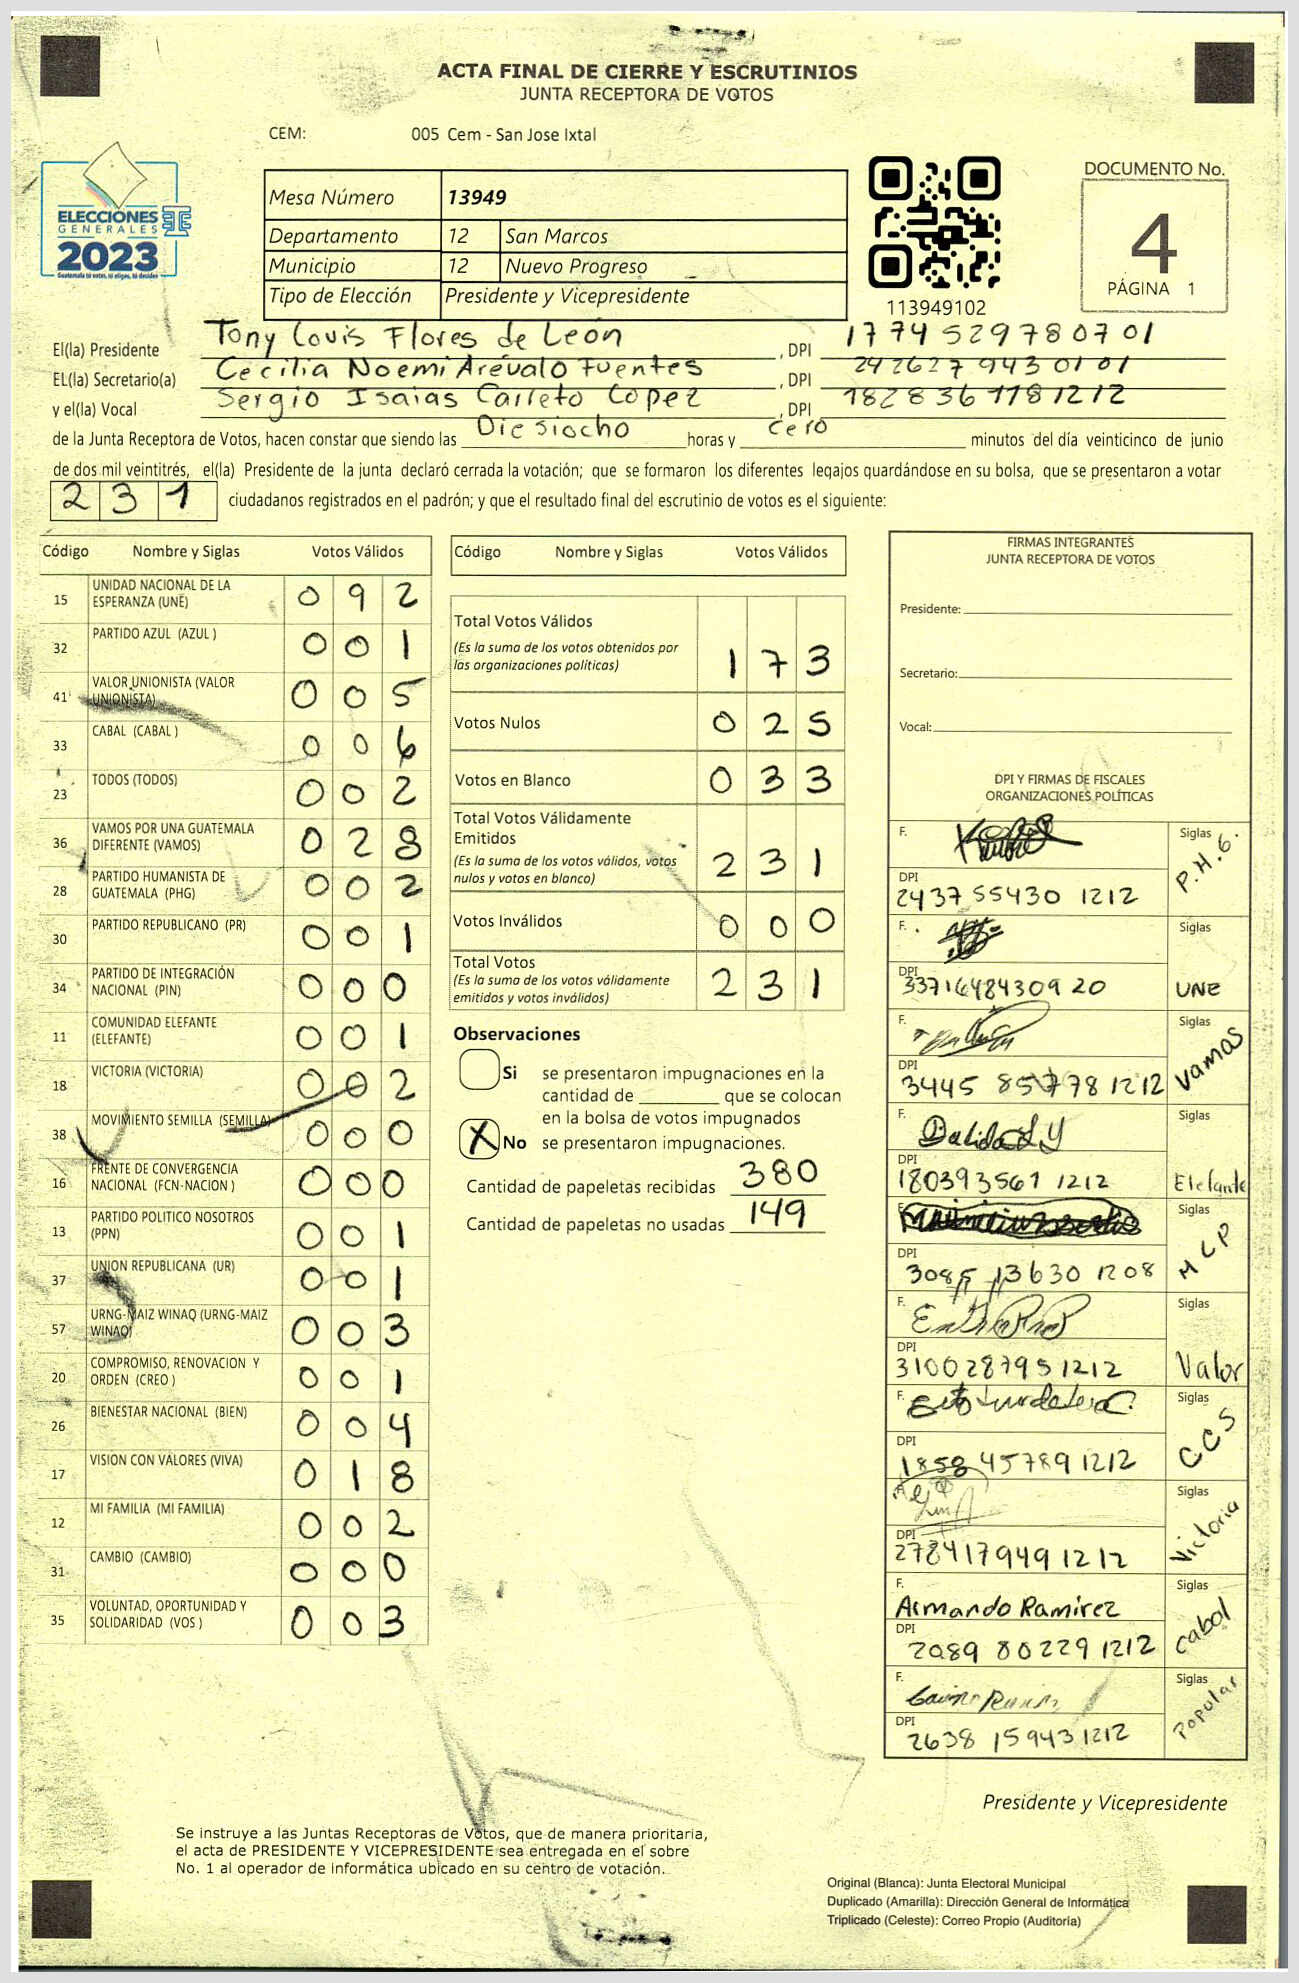 ACTA FINAL DE CIERRE Y ESCRUTINIOS
JUNTA RECEPTORA DE VOTOS
CEM: 005 Cem - San Jose Ixtal
ELECCIONES
GENERALES
2023
Guatemala tú votas, tú eliges, tú decides
Mesa Número 13949
Departamento 12 San Marcos
Municipio 12 Nuevo Progreso
Tipo de Elección Presidente y Vicepresidente
113949102
DOCUMENTO No.
4
PÁGINA 1
El(la) Presidente Tony Louis Flores de León , DPI 1774529780701
EL(la) Secretario(a) Cecilia Noemi Arévalo Fuentes , DPI 2426279430101
y el(la) Vocal Sergio Isaias Carreto Lopez , DPI 1828361181212
de la Junta Receptora de Votos, hacen constar que siendo las Diesiocho horas y cero minutos del día veinticinco de junio
de dos mil veintitrés, el(la) Presidente de la junta declaró cerrada la votación; que se formaron los diferentes legajos guardándose en su bolsa, que se presentaron a votar
231 ciudadanos registrados en el padrón; y que el resultado final del escrutinio de votos es el siguiente:
Código Nombre y Siglas Votos Válidos
15 UNIDAD NACIONAL DE LA ESPERANZA (UNE) 0 9 2
32 PARTIDO AZUL (AZUL ) 0 0 1
41 VALOR UNIONISTA (VALOR UNIONISTA) 0 0 5
33 CABAL (CABAL ) 0 0 6
23 TODOS (TODOS) 0 0 2
36 VAMOS POR UNA GUATEMALA DIFERENTE (VAMOS) 0 2 8
28 PARTIDO HUMANISTA DE GUATEMALA (PHG) 0 0 2
30 PARTIDO REPUBLICANO (PR) 0 0 1
34 PARTIDO DE INTEGRACIÓN NACIONAL (PIN) 0 0 0
11 COMUNIDAD ELEFANTE (ELEFANTE) 0 0 1
18 VICTORIA (VICTORIA) 0 0 2
38 MOVIMIENTO SEMILLA (SEMILLA) 0 0 0
16 FRENTE DE CONVERGENCIA NACIONAL (FCN-NACION ) 0 0 0
13 PARTIDO POLITICO NOSOTROS (PPN) 0 0 1
37 UNION REPUBLICANA (UR) 0 0 1
57 URNG-MAIZ WINAQ (URNG-MAIZ WINAQ) 0 0 3
20 COMPROMISO, RENOVACION Y ORDEN (CREO ) 0 0 1
26 BIENESTAR NACIONAL (BIEN) 0 0 4
17 VISION CON VALORES (VIVA) 0 1 8
12 MI FAMILIA (MI FAMILIA) 0 0 2
31 CAMBIO (CAMBIO) 0 0 0
35 VOLUNTAD, OPORTUNIDAD Y SOLIDARIDAD (VOS ) 0 0 3
Código Nombre y Siglas Votos Válidos
Total Votos Válidos
(Es la suma de los votos obtenidos por las organizaciones políticas) 1 7 3
Votos Nulos 0 2 5
Votos en Blanco 0 3 3
Total Votos Válidamente Emitidos
(Es la suma de los votos válidos, votos nulos y votos en blanco) 2 3 1
Votos Inválidos 0 0 0
Total Votos
(Es la suma de los votos válidamente emitidos y votos inválidos) 2 3 1
Observaciones
Si se presentaron impugnaciones en la
cantidad de ________ que se colocan
en la bolsa de votos impugnados
X No se presentaron impugnaciones.
Cantidad de papeletas recibidas 380
Cantidad de papeletas no usadas 149
FIRMAS INTEGRANTES
JUNTA RECEPTORA DE VOTOS
Presidente:
Secretario:
Vocal:
DPI Y FIRMAS DE FISCALES
ORGANIZACIONES POLÍTICAS
F. Siglas P.H.G.
DPI 2437 55430 1212
F. Siglas UNE
DPI 3371648430920
F. Siglas Vamos
DPI 3445 85778 1212
F. Siglas Elefante
DPI 180393561 1212
F. Siglas MLP
DPI 3085 13630 1208
F. Siglas Valor
DPI 3100287951212
F. Siglas CCS
DPI 1858 45789 1212
F. Siglas Victoria
DPI 2784179491212
F. Armando Ramirez Siglas Cabal
DPI 2089 80229 1212
F. Siglas Popular
DPI 2638 15943 1212
Presidente y Vicepresidente
Se instruye a las Juntas Receptoras de Votos, que de manera prioritaria,
el acta de PRESIDENTE Y VICEPRESIDENTE sea entregada en el sobre
No. 1 al operador de informática ubicado en su centro de votación.
Original (Blanca): Junta Electoral Municipal
Duplicado (Amarilla): Dirección General de Informática
Triplicado (Celeste): Correo Propio (Auditoría)